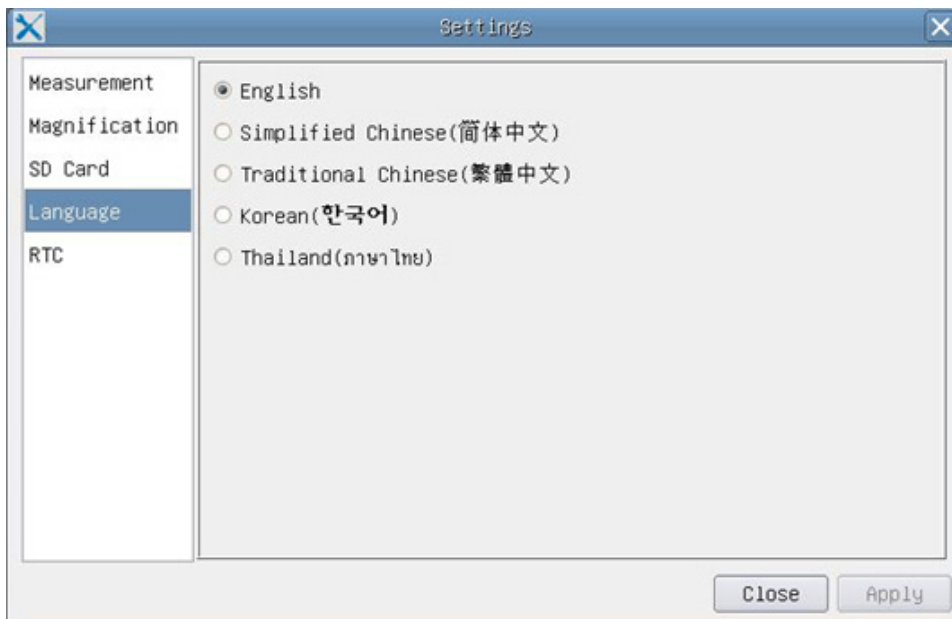 Settings
Measurement
Magnification
SD Card
Language
RTC
English
Simplified Chinese(简体中文)
Traditional Chinese(繁體中文)
Korean(한국어)
Thailand(ภาษาไทย)
Close
Apply